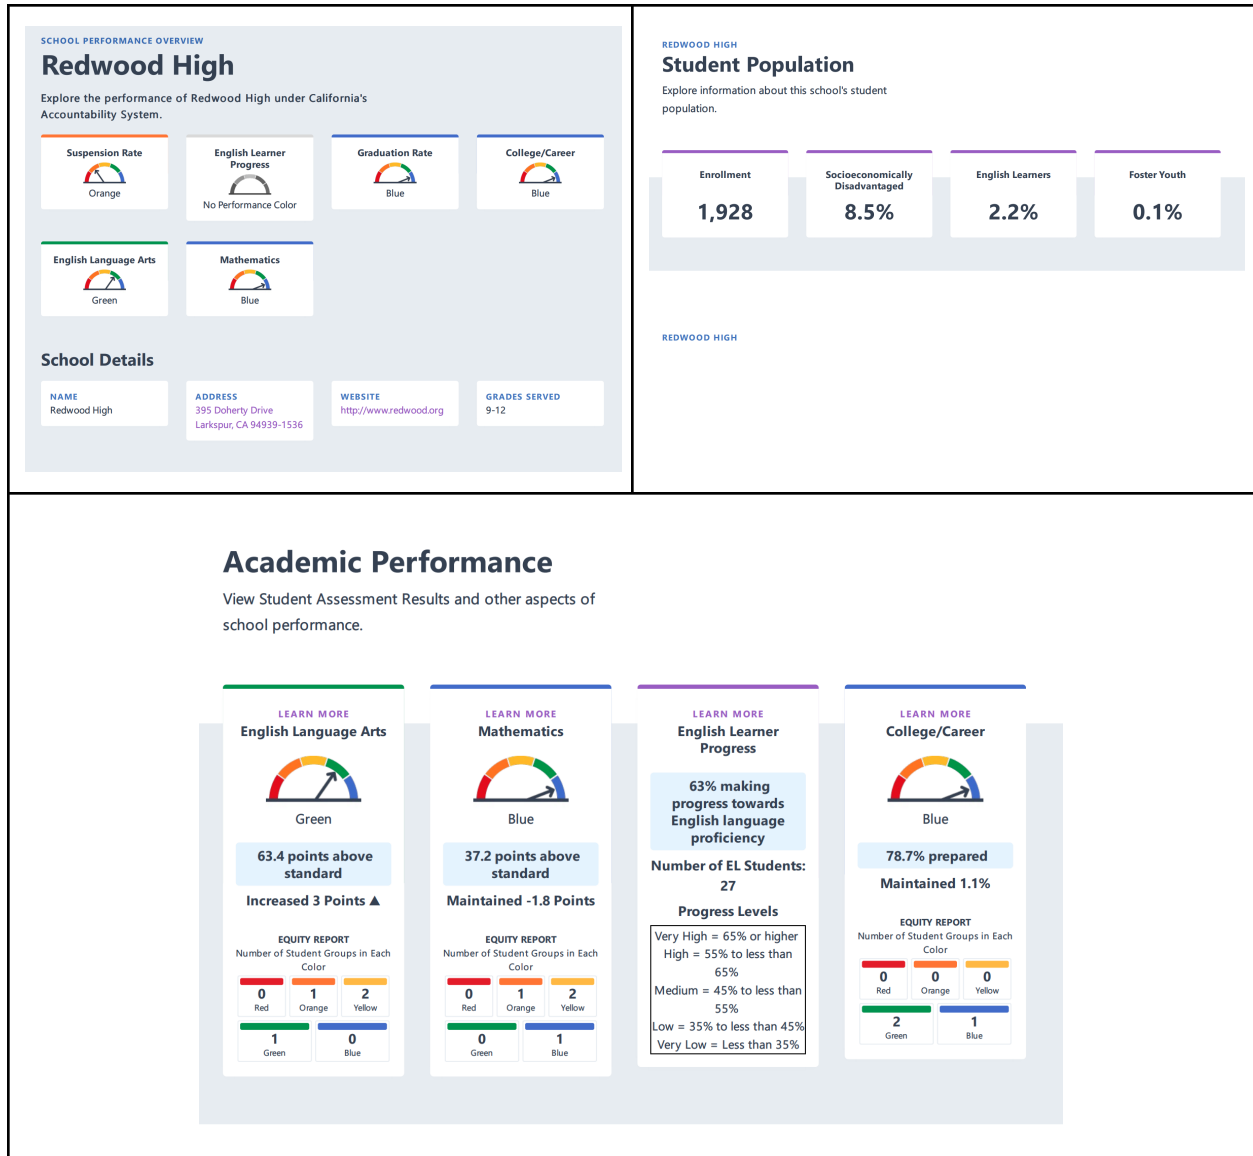 SCHOOL PERFORMANCE OVERVIEW
Redwood High
Explore the performance of Redwood High under California's
Accountability System.
Suspension Rate
Orange
English Learner
Progress
No Performance Color
Graduation Rate
Blue
College/Career
Blue
English Language Arts
Green
Mathematics
Blue
School Details
NAME
Redwood High
ADDRESS
395 Doherty Drive
Larkspur, CA 94939-1536
WEBSITE
http://www.redwood.org
GRADES SERVED
9-12
REDWOOD HIGH
Student Population
Explore information about this school's student
population.
Enrollment
1,928
Socioeconomically
Disadvantaged
8.5%
English Learners
2.2%
Foster Youth
0.1%
REDWOOD HIGH
Academic Performance
View Student Assessment Results and other aspects of
school performance.
LEARN MORE
English Language Arts
Green
63.4 points above
standard
Increased 3 Points ▲
EQUITY REPORT
Number of Student Groups in Each
Color
0
Red
1
Orange
2
Yellow
1
Green
0
Blue
LEARN MORE
Mathematics
Blue
37.2 points above
standard
Maintained -1.8 Points
EQUITY REPORT
Number of Student Groups in Each
Color
0
Red
1
Orange
2
Yellow
0
Green
1
Blue
LEARN MORE
English Learner
Progress
63% making
progress towards
English language
proficiency
Number of EL Students:
27
Progress Levels
Very High = 65% or higher
High = 55% to less than
65%
Medium = 45% to less than
55%
Low = 35% to less than 45%
Very Low = Less than 35%
LEARN MORE
College/Career
Blue
78.7% prepared
Maintained 1.1%
EQUITY REPORT
Number of Student Groups in Each
Color
0
Red
0
Orange
0
Yellow
2
Green
1
Blue